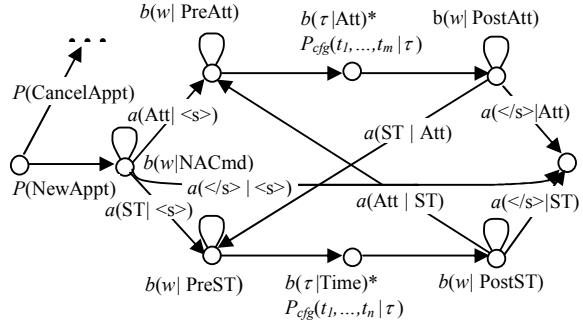 b(w| PreAtt)
b(τ|Att)*
P_cfg(t_1,...,t_m|τ)
b(w| PostAtt)
...
P(CancelAppt)
a(Att| <s>)
a(ST | Att)
a(</s>|Att)
b(w|NACmd)
P(NewAppt)
a(</s> | <s>)
a(ST| <s>)
a(Att | ST)
a(</s>|ST)
b(w| PreST)
b(τ|Time)*
P_cfg(t_1,...,t_n|τ)
b(w| PostST)